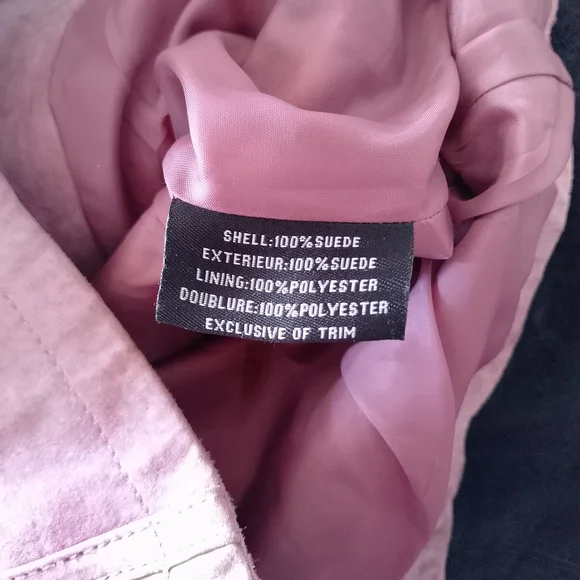 SHELL:100%SUEDE
EXTERIEUR:100%SUEDE
LINING:100%POLYESTER
DOUBLURE:100%POLYESTER
EXCLUSIVE OF TRIM